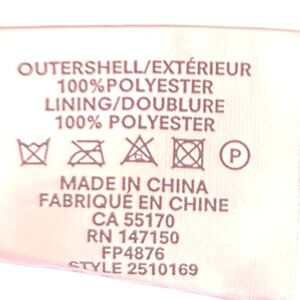 OUTERSHELL/EXTÉRIEUR
100%POLYESTER
LINING/DOUBLURE
100% POLYESTER
P
MADE IN CHINA
FABRIQUÉ EN CHINE
CA 55170
RN 147150
FP4876
STYLE 2510169